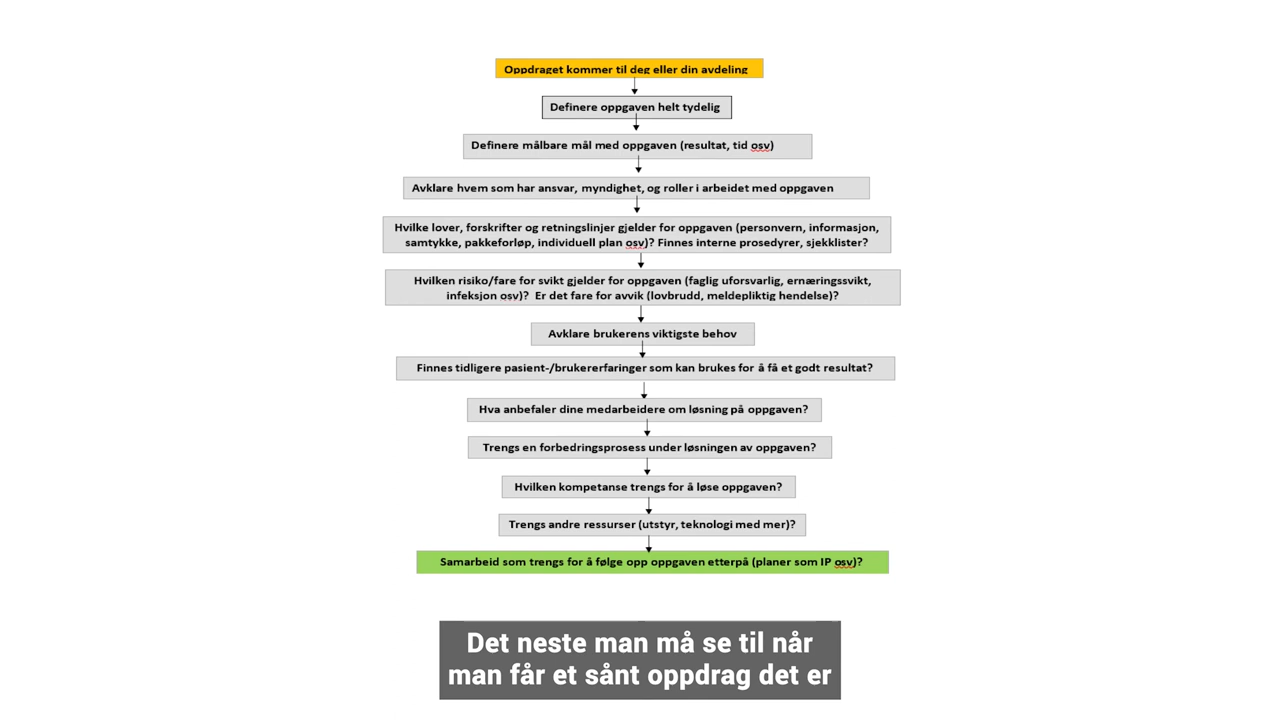 Oppdraget kommer til deg eller din avdeling
Definere oppgaven helt tydelig
Definere målbare mål med oppgaven (resultat, tid osv)
Avklare hvem som har ansvar, myndighet, og roller i arbeidet med oppgaven
Hvilke lover, forskrifter og retningslinjer gjelder for oppgaven (personvern, informasjon,
samtykke, pakkeforløp, individuell plan osv)? Finnes interne prosedyrer, sjekklister?
Hvilken risiko/fare for svikt gjelder for oppgaven (faglig uforsvarlig, ernæringssvikt,
infeksjon osv)? Er det fare for avvik (lovbrudd, meldepliktig hendelse)?
Avklare brukerens viktigste behov
Finnes tidligere pasient-/brukererfaringer som kan brukes for å få et godt resultat?
Hva anbefaler dine medarbeidere om løsning på oppgaven?
Trengs en forbedringsprosess under løsningen av oppgaven?
Hvilken kompetanse trengs for å løse oppgaven?
Trengs andre ressurser (utstyr, teknologi med mer)?
Samarbeid som trengs for å følge opp oppgaven etterpå (planer som IP osv)?
Det neste man må se til når
man får et sånt oppdrag det er